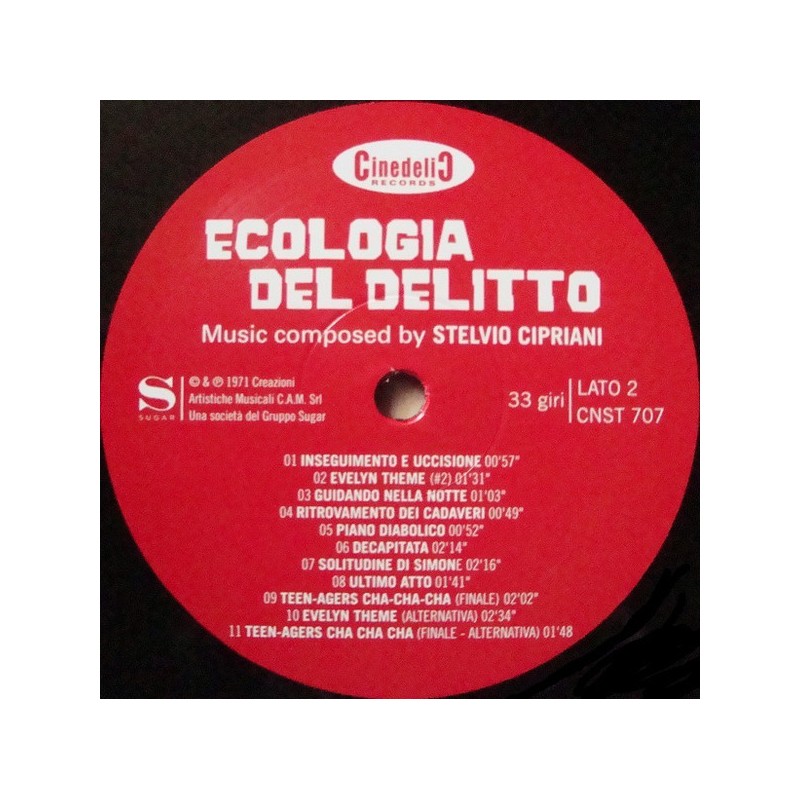 CinedeliC
RECORDS
ECOLOGIA
DEL DELITTO
Music composed by STELVIO CIPRIANI
S
SUGAR
© & ℗ 1971 Creazioni
Artistiche Musicali C.A.M. Srl
Una società del Gruppo Sugar
33 giri
LATO 2
CNST 707
01 INSEGUIMENTO E UCCISIONE 00'57"
02 EVELYN THEME (#2) 01'31"
03 GUIDANDO NELLA NOTTE 01'03"
04 RITROVAMENTO DEI CADAVERI 00'49"
05 PIANO DIABOLICO 00'52"
06 DECAPITATA 02'14"
07 SOLITUDINE DI SIMONE 02'16"
08 ULTIMO ATTO 01'41"
09 TEEN-AGERS CHA-CHA-CHA (FINALE) 02'02"
10 EVELYN THEME (ALTERNATIVA) 02'34"
11 TEEN-AGERS CHA CHA CHA (FINALE - ALTERNATIVA) 01'48